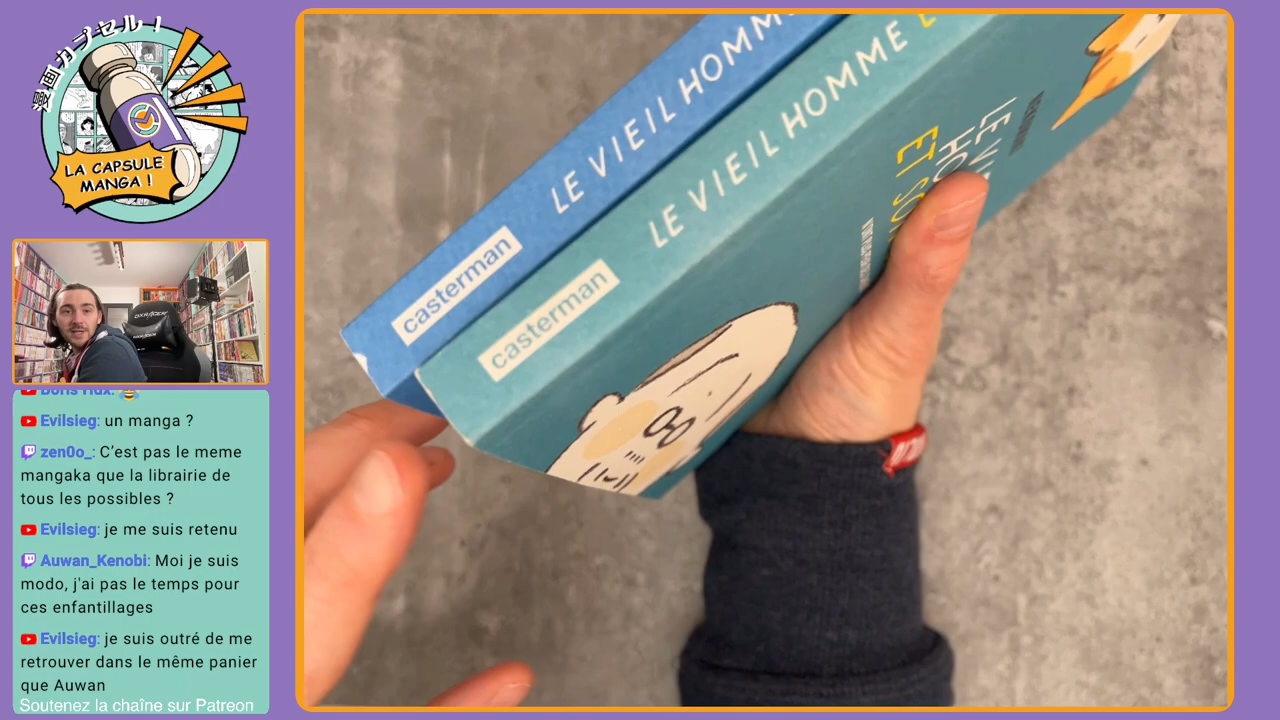 漫画カプセル！
LA CAPSULE
MANGA !
Evilsieg: un manga ?
zen0o_: C’est pas le meme
mangaka que la librairie de
tous les possibles ?
Evilsieg: je me suis retenu
Auwan_Kenobi: Moi je suis
modo, j'ai pas le temps pour
ces enfantillages
Evilsieg: je suis outré de me
retrouver dans le même panier
que Auwan
Soutenez la chaîne sur Patreon
casterman
LE VIEIL HOMME
casterman
LE VIEIL HOMME
LE
ET